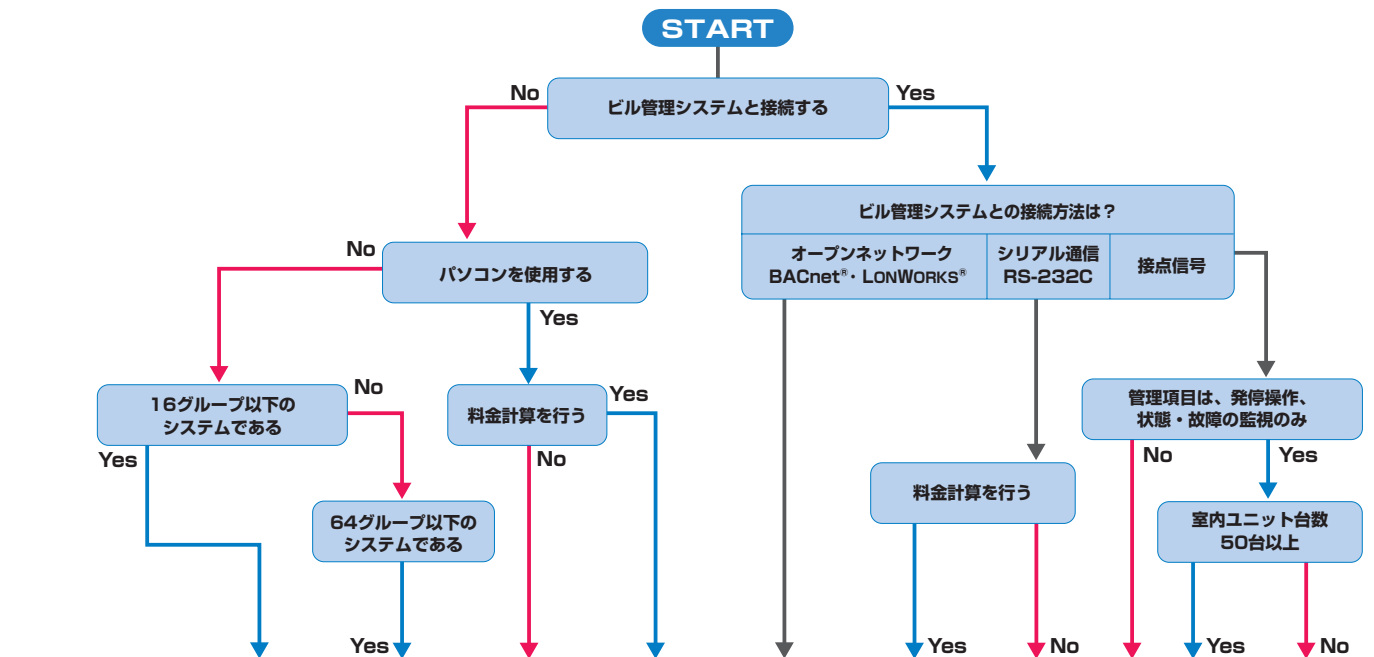 START
No
Yes
ビル管理システムと接続する
ビル管理システムとの接続方法は？
オープンネットワーク
BACnet®・LONWORKS®
シリアル通信
RS-232C
接点信号
No
パソコンを使用する
Yes
16グループ以下の
システムである
No
Yes
料金計算を行う
Yes
No
管理項目は、発停操作、
状態・故障の監視のみ
No
Yes
64グループ以下の
システムである
料金計算を行う
室内ユニット台数
50台以上
Yes
Yes
No
Yes
No